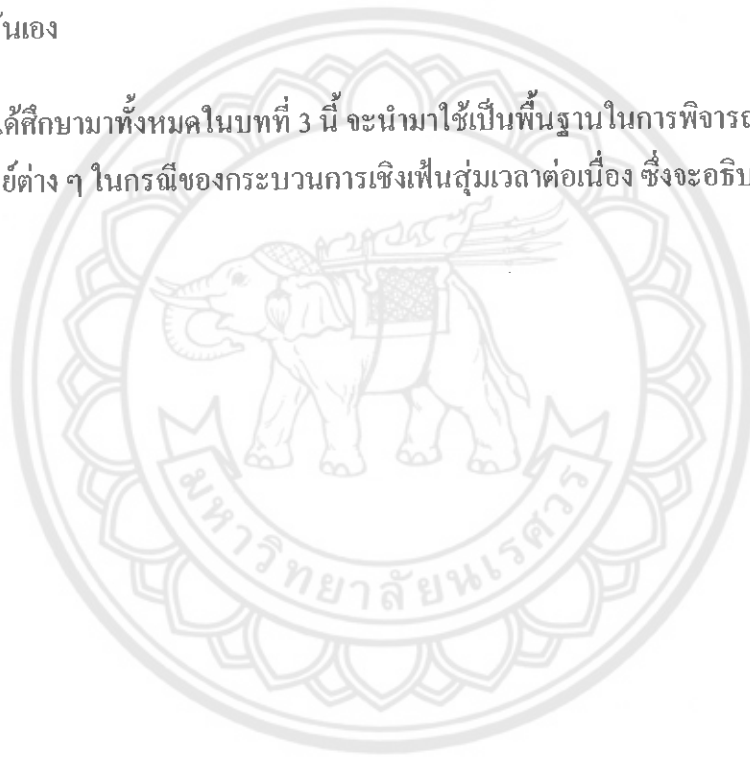 นเอง
ได้ศึกษามาทั้งหมดในบทที่ 3 นี้ จะนำมาใช้เป็นพื้นฐานในการพิจารณ
ย์ต่าง ๆ ในกรณีของกระบวนการเชิงเฟ้นสุ่มเวลาต่อเนื่อง ซึ่งจะอธิบ
มหาวิทยาลัยนเรศวร